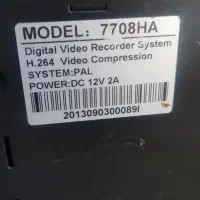 MODEL: 7708HA
Digital Video Recorder System
H.264 Video Compression
SYSTEM:PAL
POWER:DC 12V 2A
2013090300089I